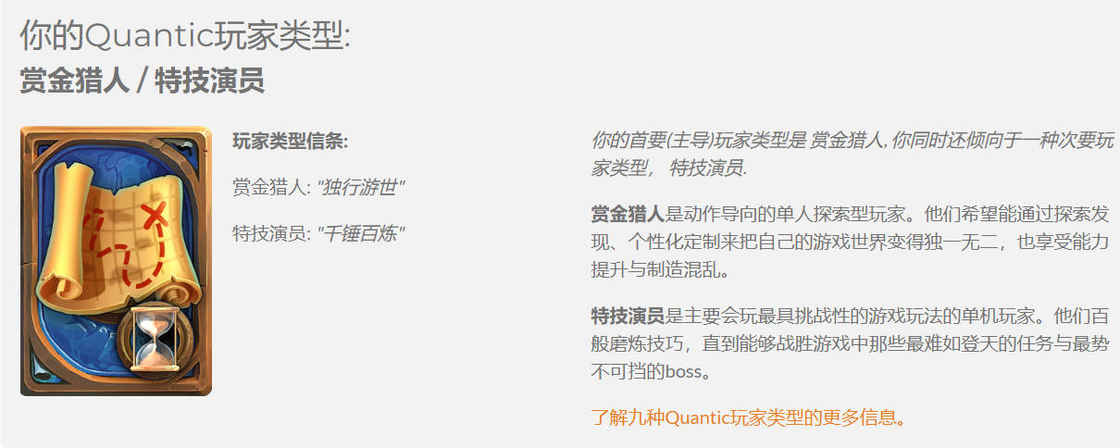 你的Quantic玩家类型:
赏金猎人 / 特技演员
玩家类型信条:
赏金猎人: "独行游世"
特技演员: "千锤百炼"
你的首要(主导)玩家类型是 赏金猎人, 你同时还倾向于一种次要玩
家类型， 特技演员.
赏金猎人是动作导向的单人探索型玩家。他们希望能通过探索发
现、个性化定制来把自己的游戏世界变得独一无二，也享受能力
提升与制造混乱。
特技演员是主要会玩最具挑战性的游戏玩法的单机玩家。他们百
般磨炼技巧，直到能够战胜游戏中那些最难如登天的任务与最势
不可挡的boss。
了解九种Quantic玩家类型的更多信息。